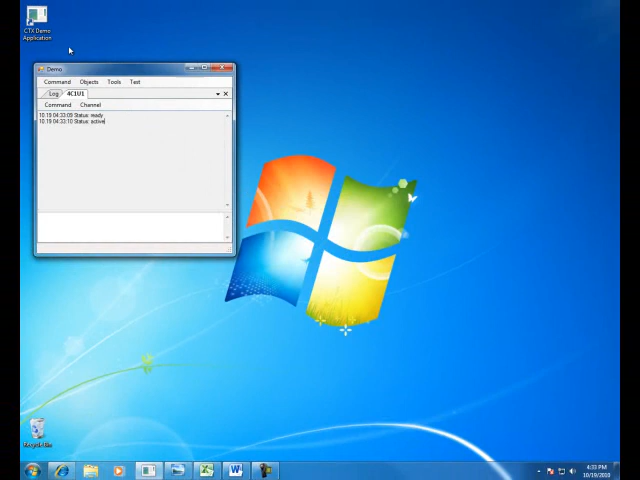 CTX Demo
Application
Demo
Command Objects Tools Test
Log 4C1U1
Command Channel
10.19 04:33:09 Status: ready
10.19 04:33:10 Status: active
Recycle Bin
4:33 PM
10/19/2010